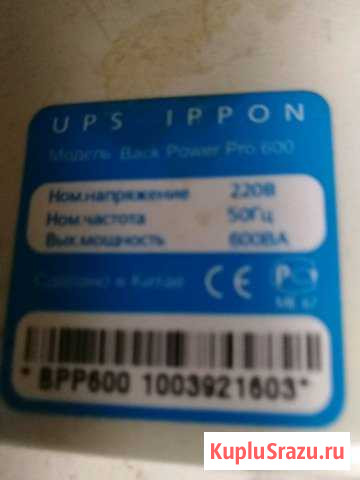 UPS IPPON
Модель Back Power Pro 600
Ном.напряжение 220В
Ном.частота 50Гц
Вых.мощность 600ВА
Сделано в Китае CE
* BPP600 1003921603*
KupluSrazu.ru